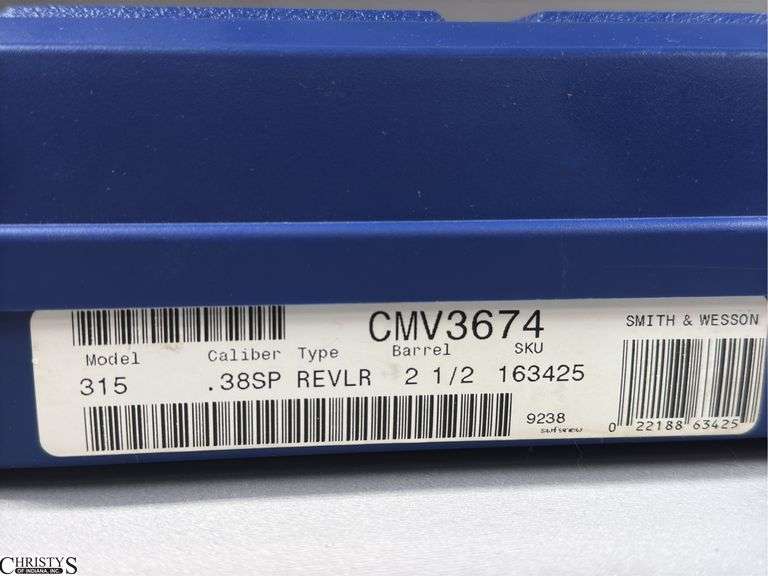 CMV3674
SMITH & WESSON
Model Caliber Type Barrel SKU
315 .38SP REVLR 2 1/2 163425
9238
0 22188 63425
CHRISTYS
OF INDIANA, INC.